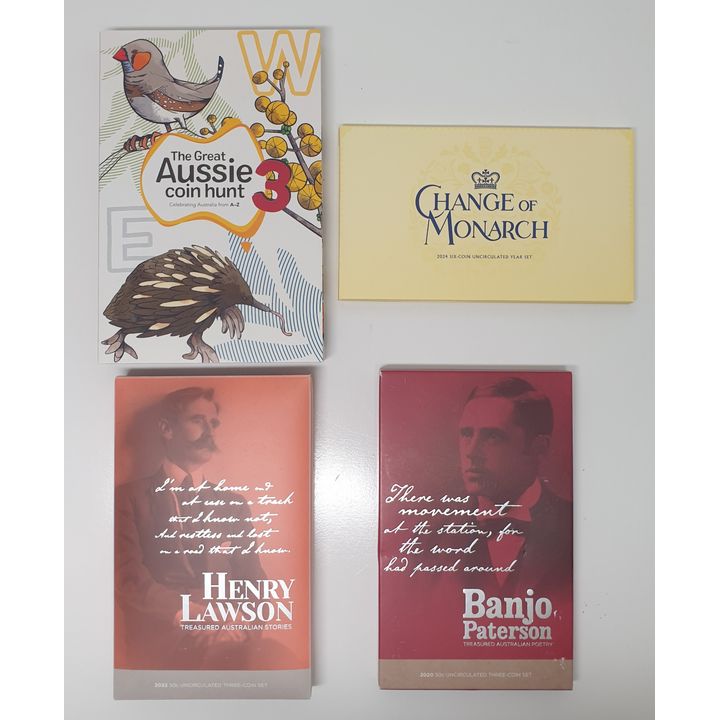 W
The Great
Aussie
coin hunt 3
Celebrating Australia from A-Z
E
CHANGE OF
MONARCH
2024 SIX-COIN UNCIRCULATED YEAR SET
I'm at home and
at ease on a track
that I know not,
And restless and lost
on a road that I know.
HENRY
LAWSON
TREASURED AUSTRALIAN STORIES
2022 50c UNCIRCULATED THREE-COIN SET
There was
movement
at the station, for
the word
had passed around
Banjo
Paterson
TREASURED AUSTRALIAN POETRY
2020 50c UNCIRCULATED THREE-COIN SET